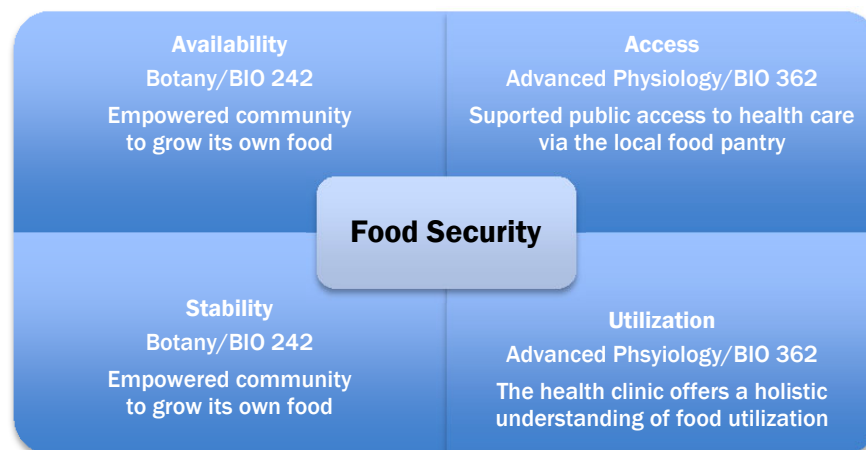 Availability
Botany/BIO 242
Empowered community
to grow its own food
Access
Advanced Physiology/BIO 362
Suported public access to health care
via the local food pantry
Food Security
Stability
Botany/BIO 242
Empowered community
to grow its own food
Utilization
Advanced Phsyiology/BIO 362
The health clinic offers a holistic
understanding of food utilization